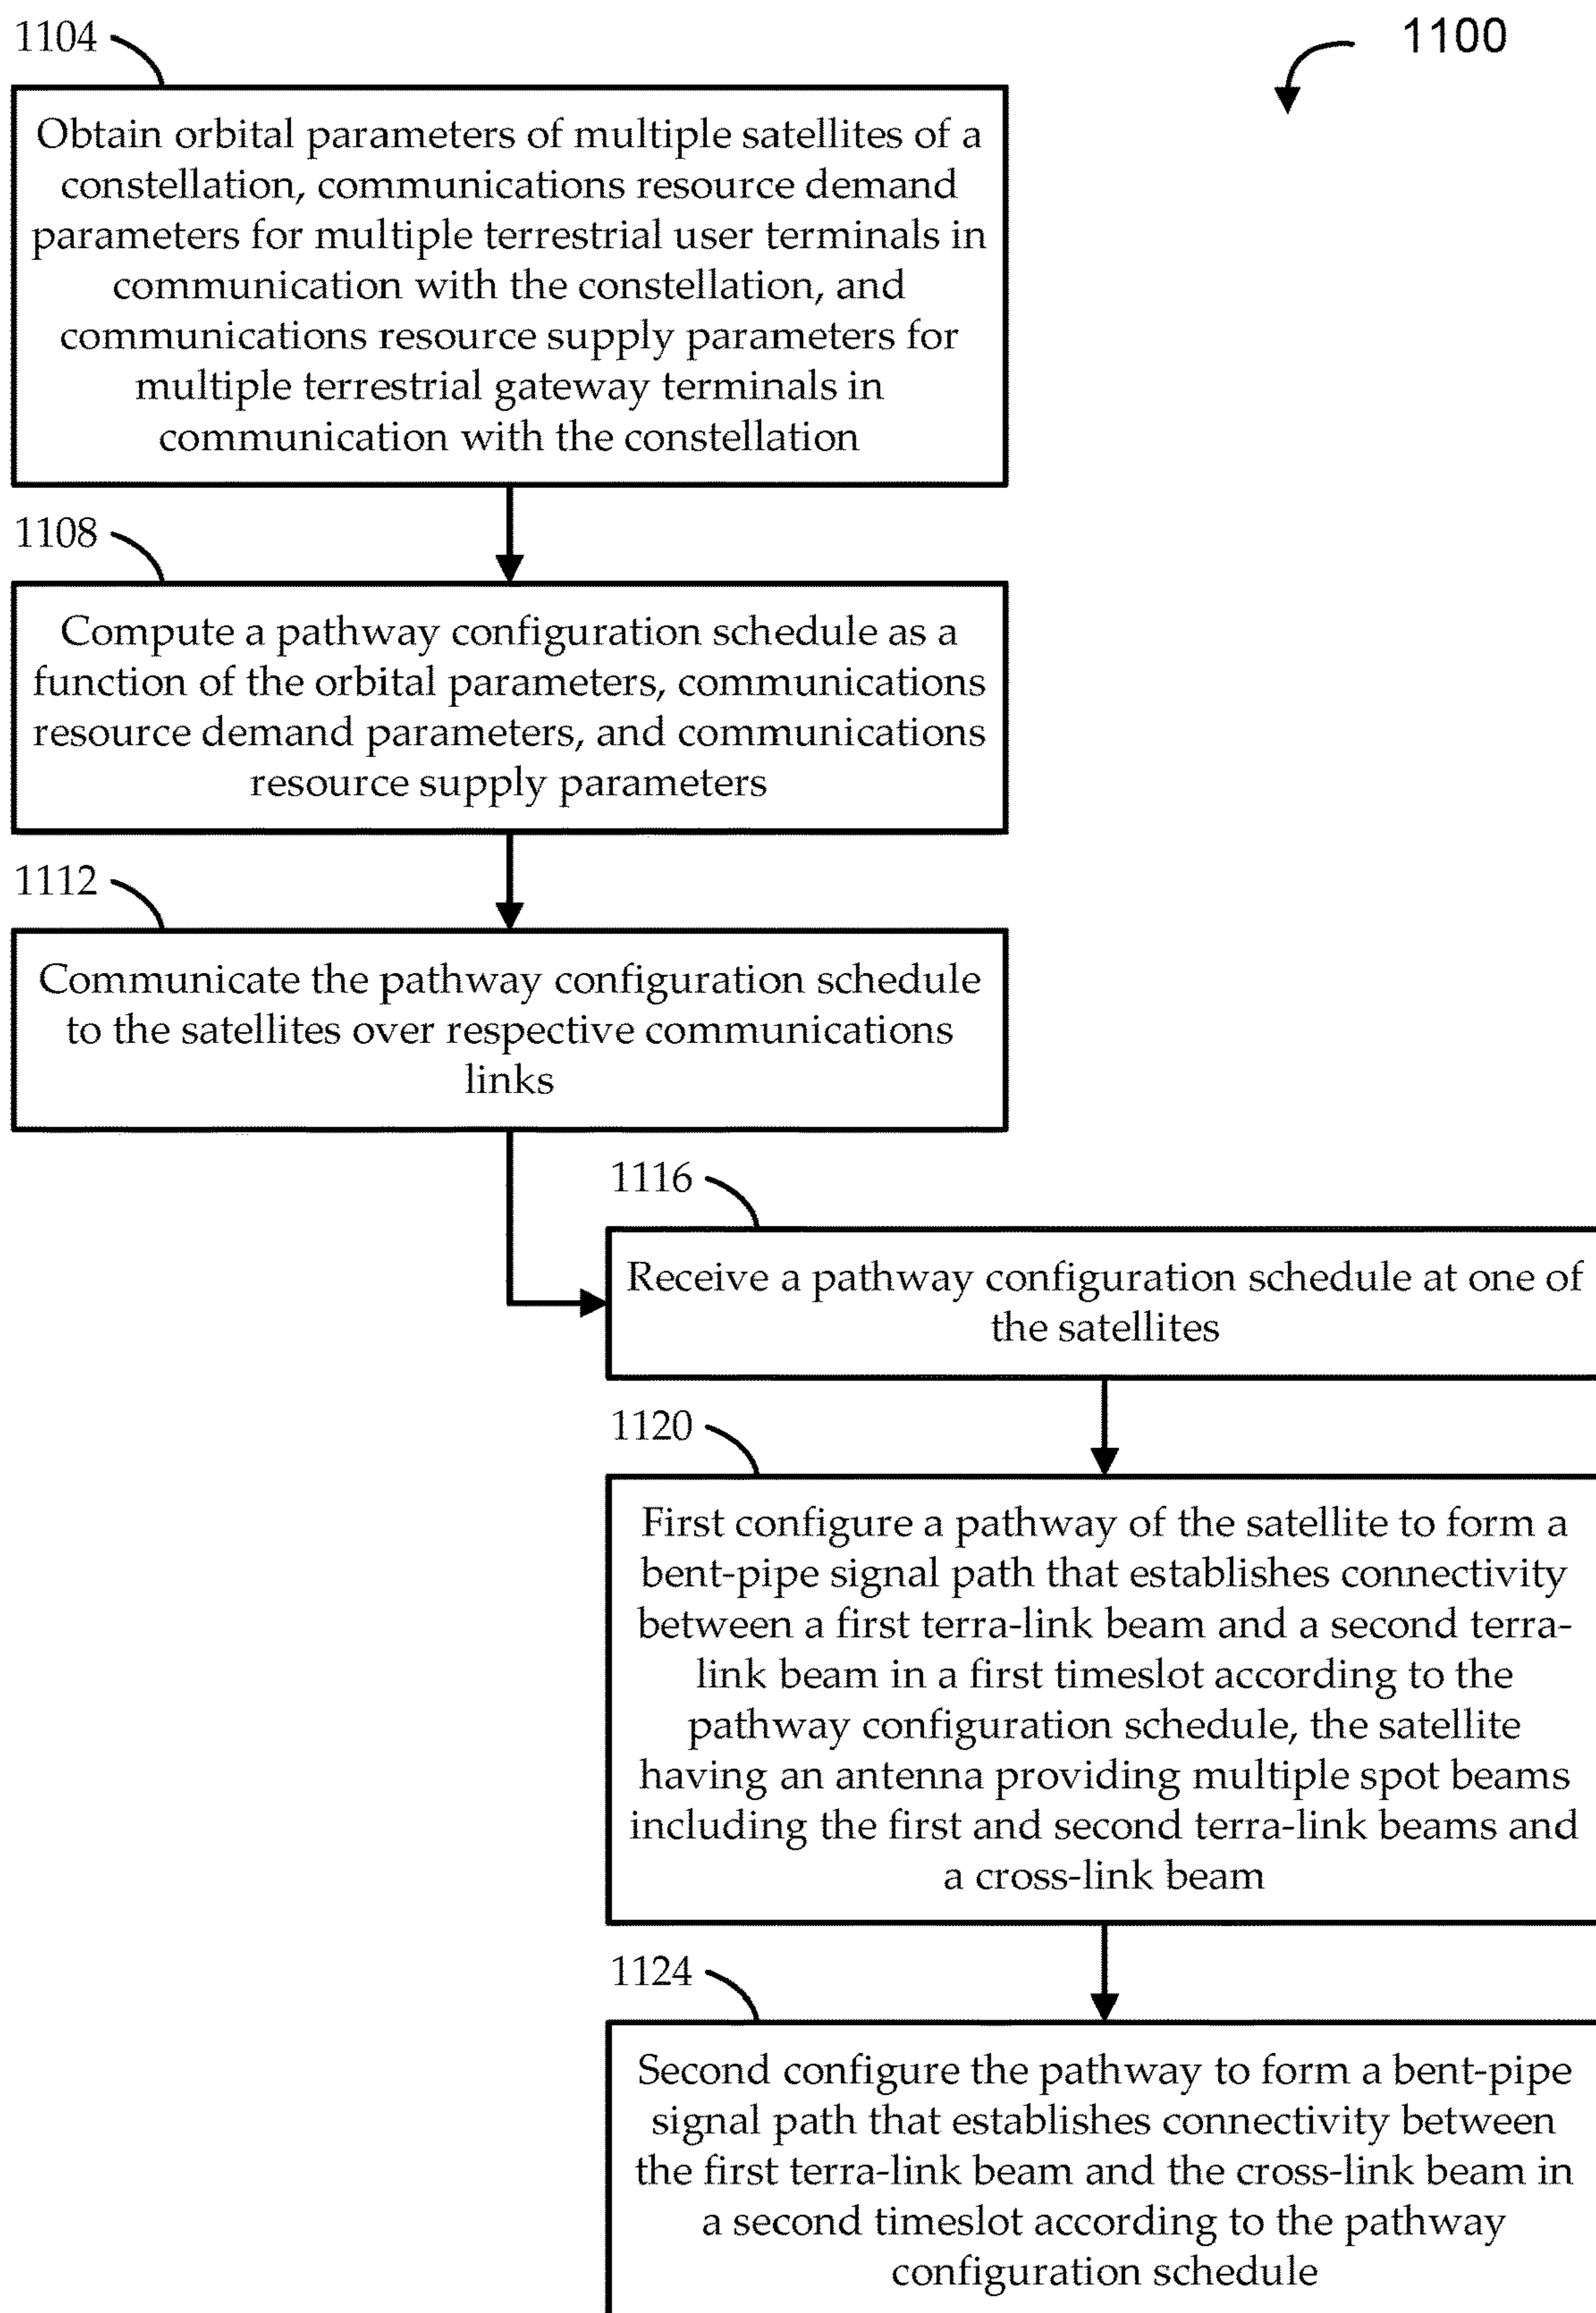 1104
1100
Obtain orbital parameters of multiple satellites of a
constellation, communications resource demand
parameters for multiple terrestrial user terminals in
communication with the constellation, and
communications resource supply parameters for
multiple terrestrial gateway terminals in
communication with the constellation
1108
Compute a pathway configuration schedule as a
function of the orbital parameters, communications
resource demand parameters, and communications
resource supply parameters
1112
Communicate the pathway configuration schedule
to the satellites over respective communications
links
1116
Receive a pathway configuration schedule at one of
the satellites
1120
First configure a pathway of the satellite to form a
bent-pipe signal path that establishes connectivity
between a first terra-link beam and a second terra-
link beam in a first timeslot according to the
pathway configuration schedule, the satellite
having an antenna providing multiple spot beams
including the first and second terra-link beams and
a cross-link beam
1124
Second configure the pathway to form a bent-pipe
signal path that establishes connectivity between
the first terra-link beam and the cross-link beam in
a second timeslot according to the pathway
configuration schedule